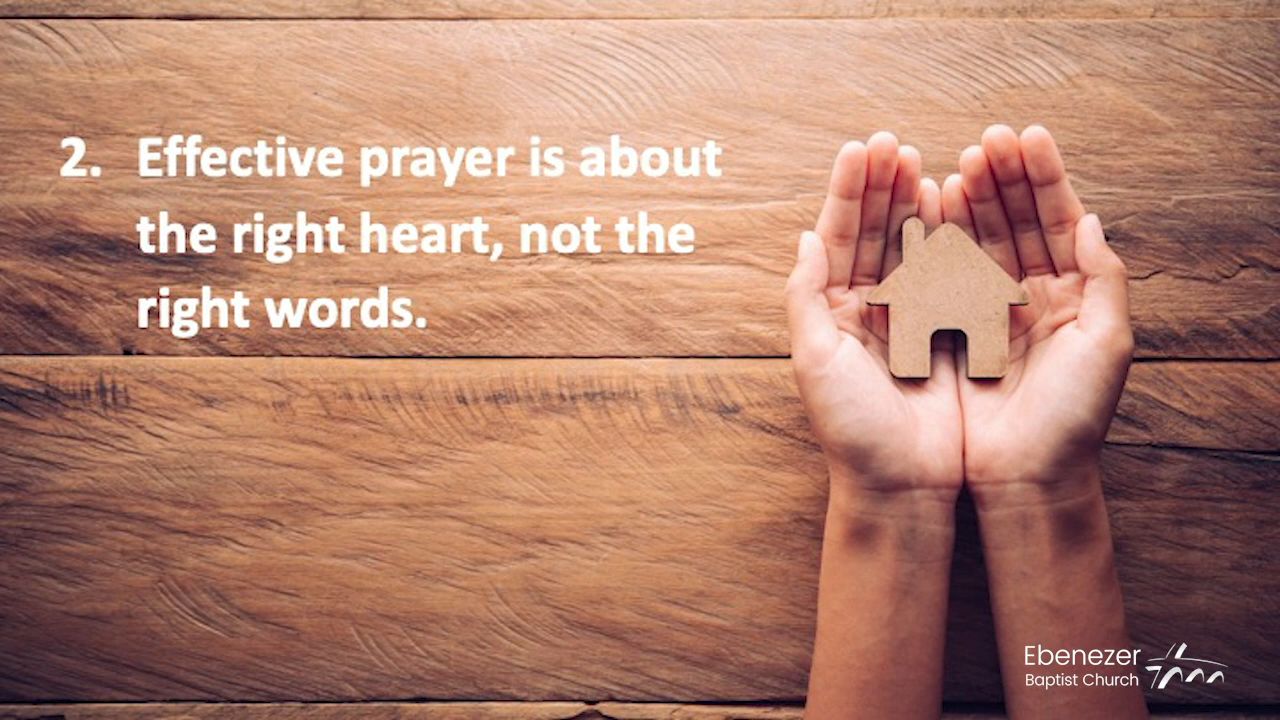 2. Effective prayer is about
the right heart, not the
right words.
Ebenezer
Baptist Church